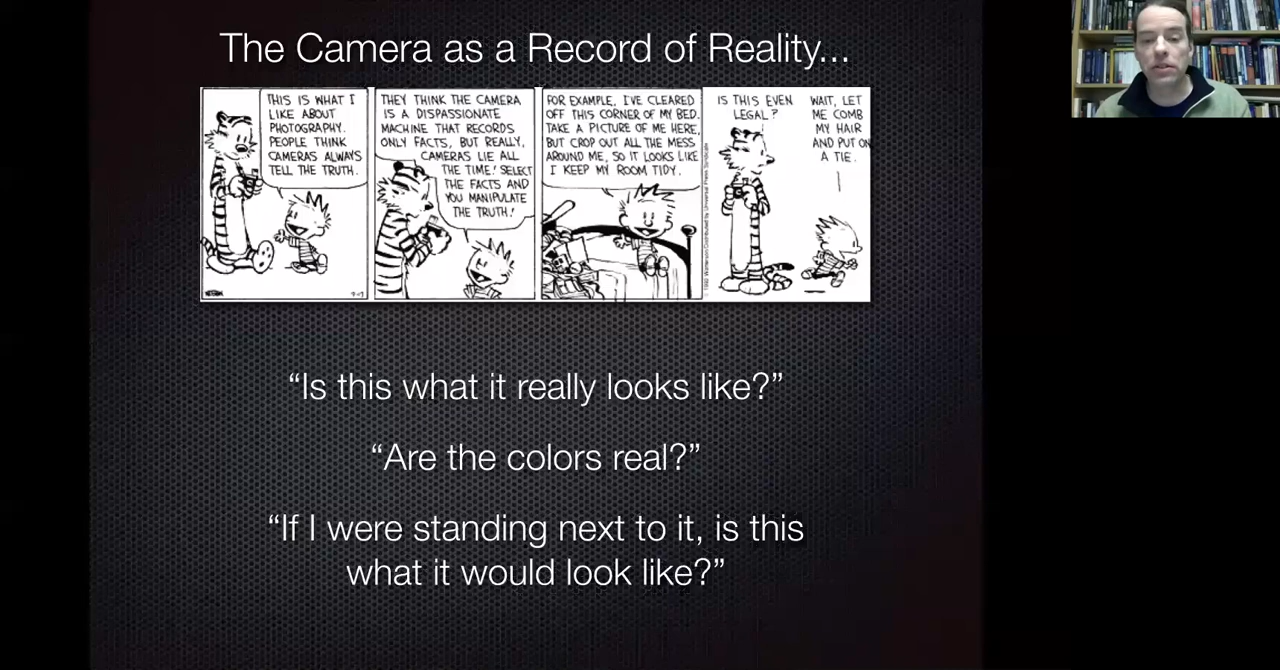 The Camera as a Record of Reality...
THIS IS WHAT I
LIKE ABOUT
PHOTOGRAPHY.
PEOPLE THINK
CAMERAS ALWAYS
TELL THE TRUTH.
THEY THINK THE CAMERA
IS A DISPASSIONATE
MACHINE THAT RECORDS
ONLY FACTS, BUT REALLY,
CAMERAS LIE ALL
THE TIME! SELECT
THE FACTS AND
YOU MANIPULATE
THE TRUTH!
FOR EXAMPLE, I'VE CLEARED
OFF THIS CORNER OF MY BED.
TAKE A PICTURE OF ME HERE,
BUT CROP OUT ALL THE MESS
AROUND ME, SO IT LOOKS LIKE
I KEEP MY ROOM TIDY.
IS THIS EVEN
LEGAL?
WAIT, LET
ME COMB
MY HAIR
AND PUT ON
A TIE.
“Is this what it really looks like?”
“Are the colors real?”
“If I were standing next to it, is this
what it would look like?”